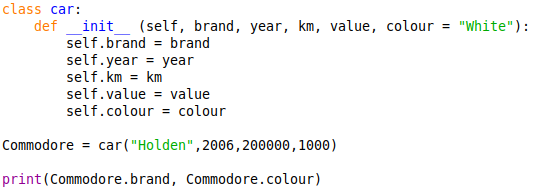 class car:
    def __init__ (self, brand, year, km, value, colour = "White"):
        self.brand = brand
        self.year = year
        self.km = km
        self.value = value
        self.colour = colour

Commodore = car("Holden",2006,200000,1000)

print(Commodore.brand, Commodore.colour)